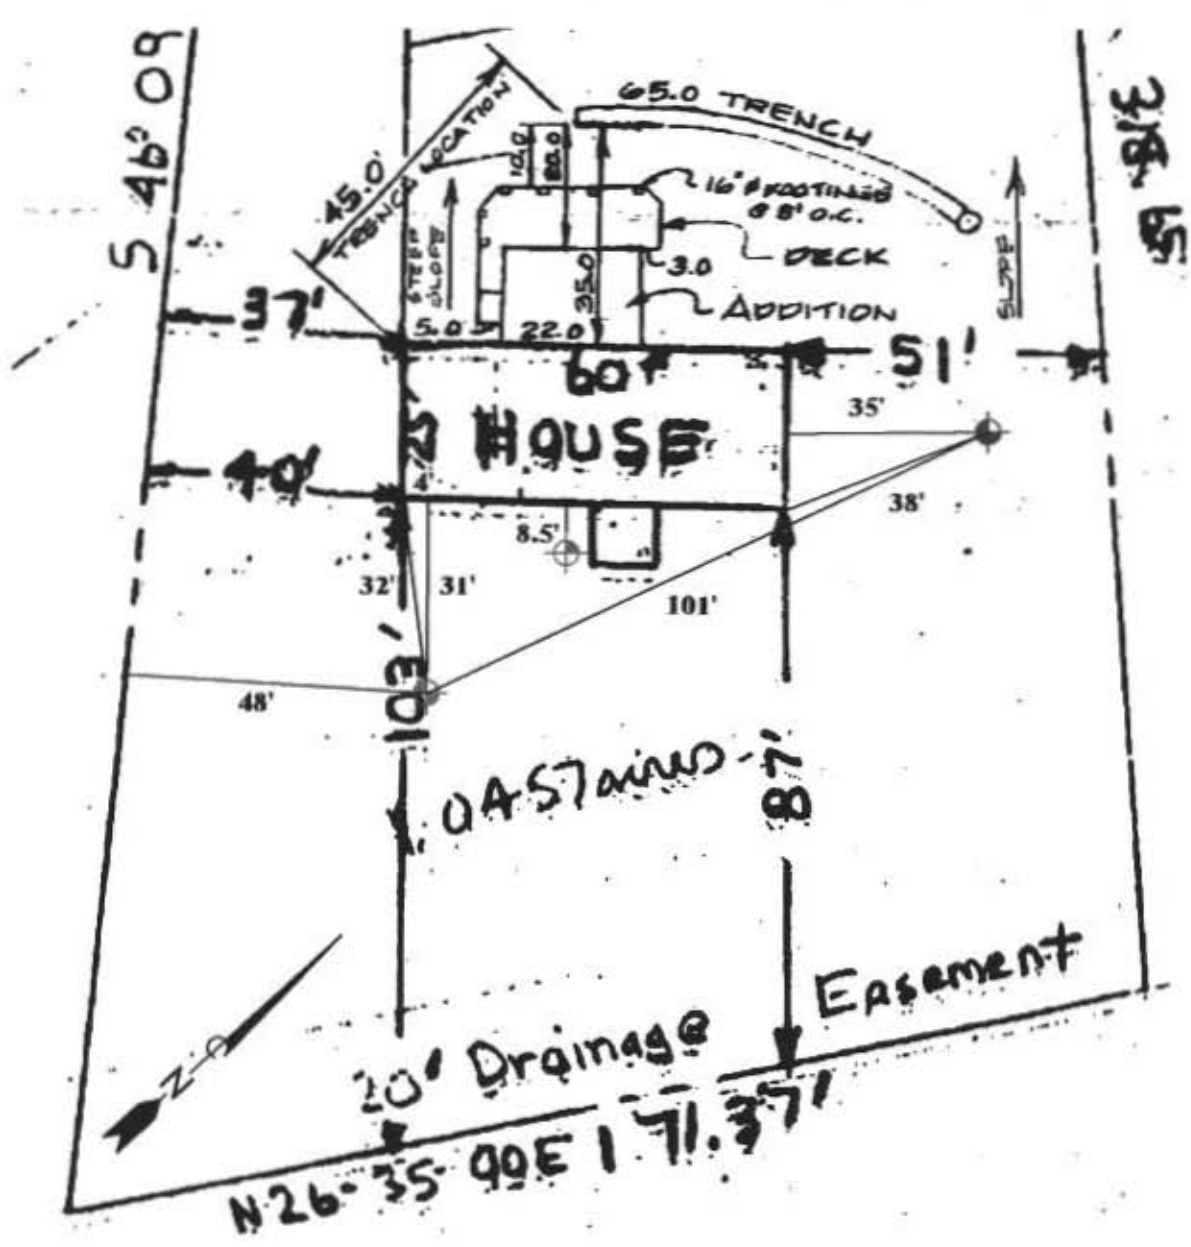 S 46° 09
45.0'
TRENCH LOCATION
65.0 TRENCH
10.0
20.0
16"Ø FOOTINGS
@ 8' O.C.
DECK
3.0
STEEP
SLOPE
SLOPE
35.0
ADDITION
5.0
22.0
37'
60'
51'
25'
HOUSE
35'
40'
4'
38'
8.5'
32'
31'
101'
103'
48'
87'
Easement
N
20' Drainage
N 26-35-00E 171.37'